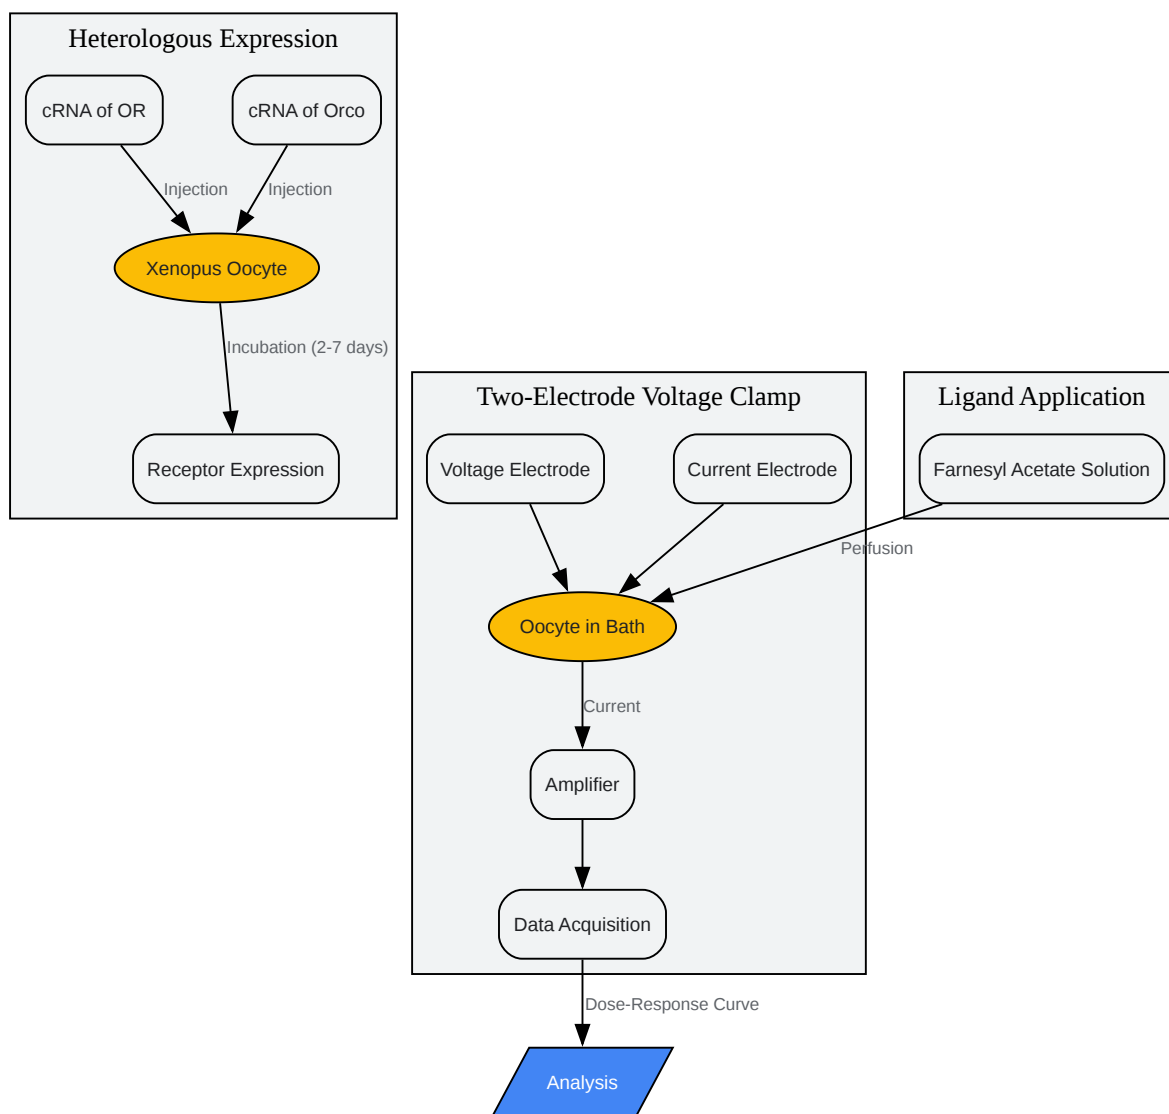 Heterologous Expression
cRNA of OR
cRNA of Orco
Injection
Injection
Xenopus Oocyte
Incubation (2-7 days)
Receptor Expression
Two-Electrode Voltage Clamp
Voltage Electrode
Current Electrode
Ligand Application
Farnesyl Acetate Solution
Perfusion
Oocyte in Bath
Current
Amplifier
Data Acquisition
Dose-Response Curve
Analysis